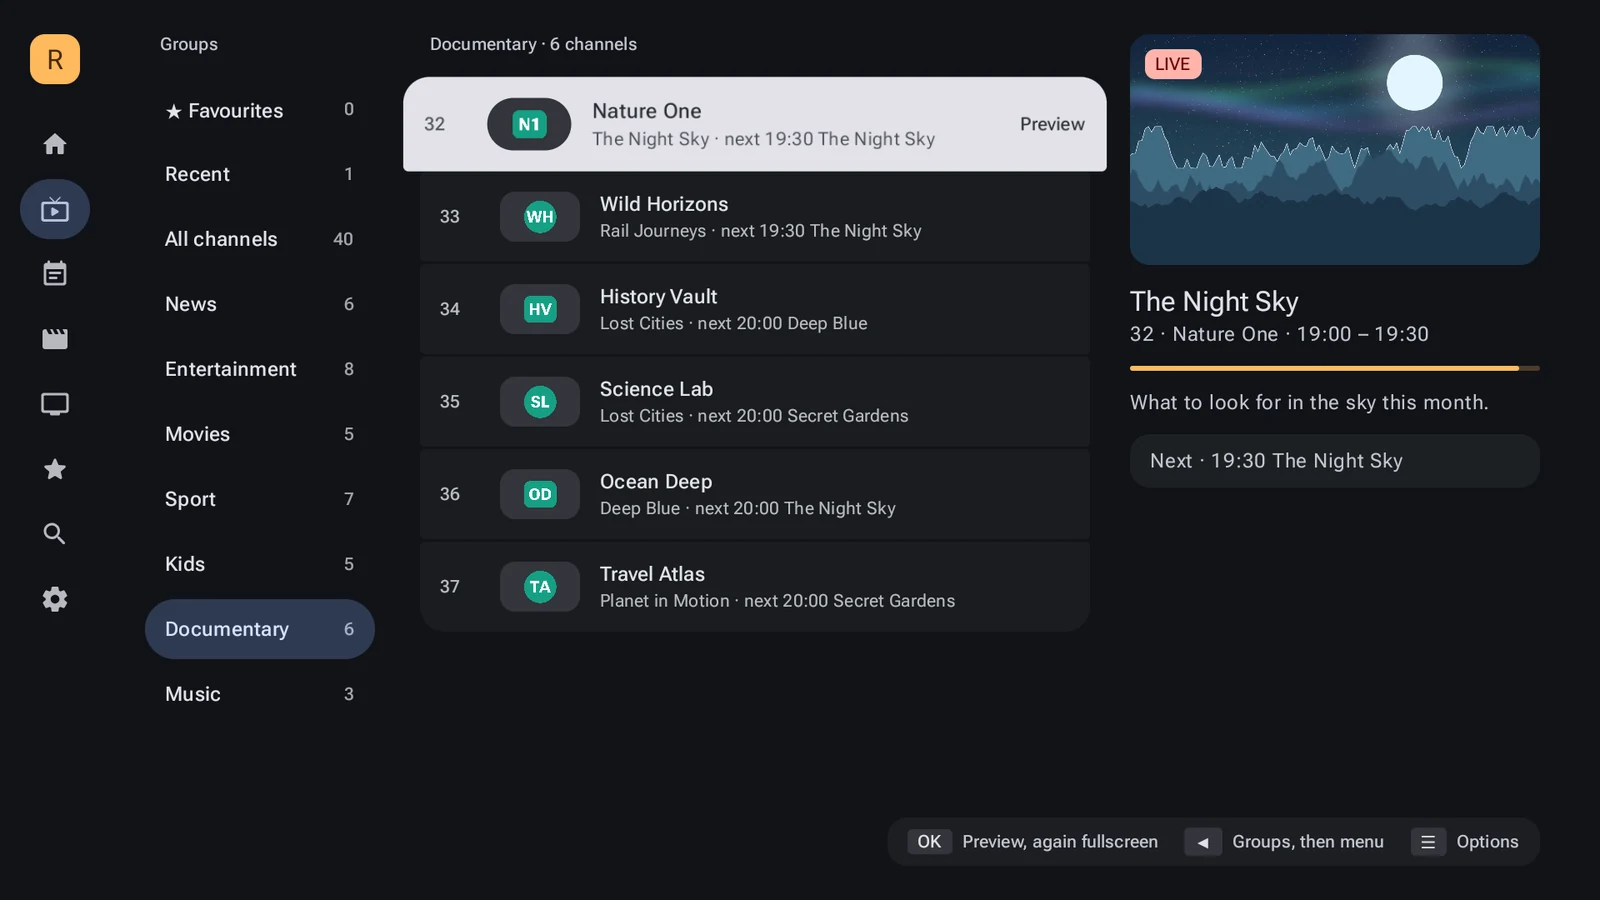 R
Groups
★ Favourites 0
Recent 1
All channels 40
News 6
Entertainment 8
Movies 5
Sport 7
Kids 5
Documentary 6
Music 3
Documentary · 6 channels
32 N1 Nature One Preview
The Night Sky · next 19:30 The Night Sky
33 WH Wild Horizons
Rail Journeys · next 19:30 The Night Sky
34 HV History Vault
Lost Cities · next 20:00 Deep Blue
35 SL Science Lab
Lost Cities · next 20:00 Secret Gardens
36 OD Ocean Deep
Deep Blue · next 20:00 The Night Sky
37 TA Travel Atlas
Planet in Motion · next 20:00 Secret Gardens
LIVE
The Night Sky
32 · Nature One · 19:00 – 19:30
What to look for in the sky this month.
Next · 19:30 The Night Sky
OK Preview, again fullscreen ◀ Groups, then menu ☰ Options